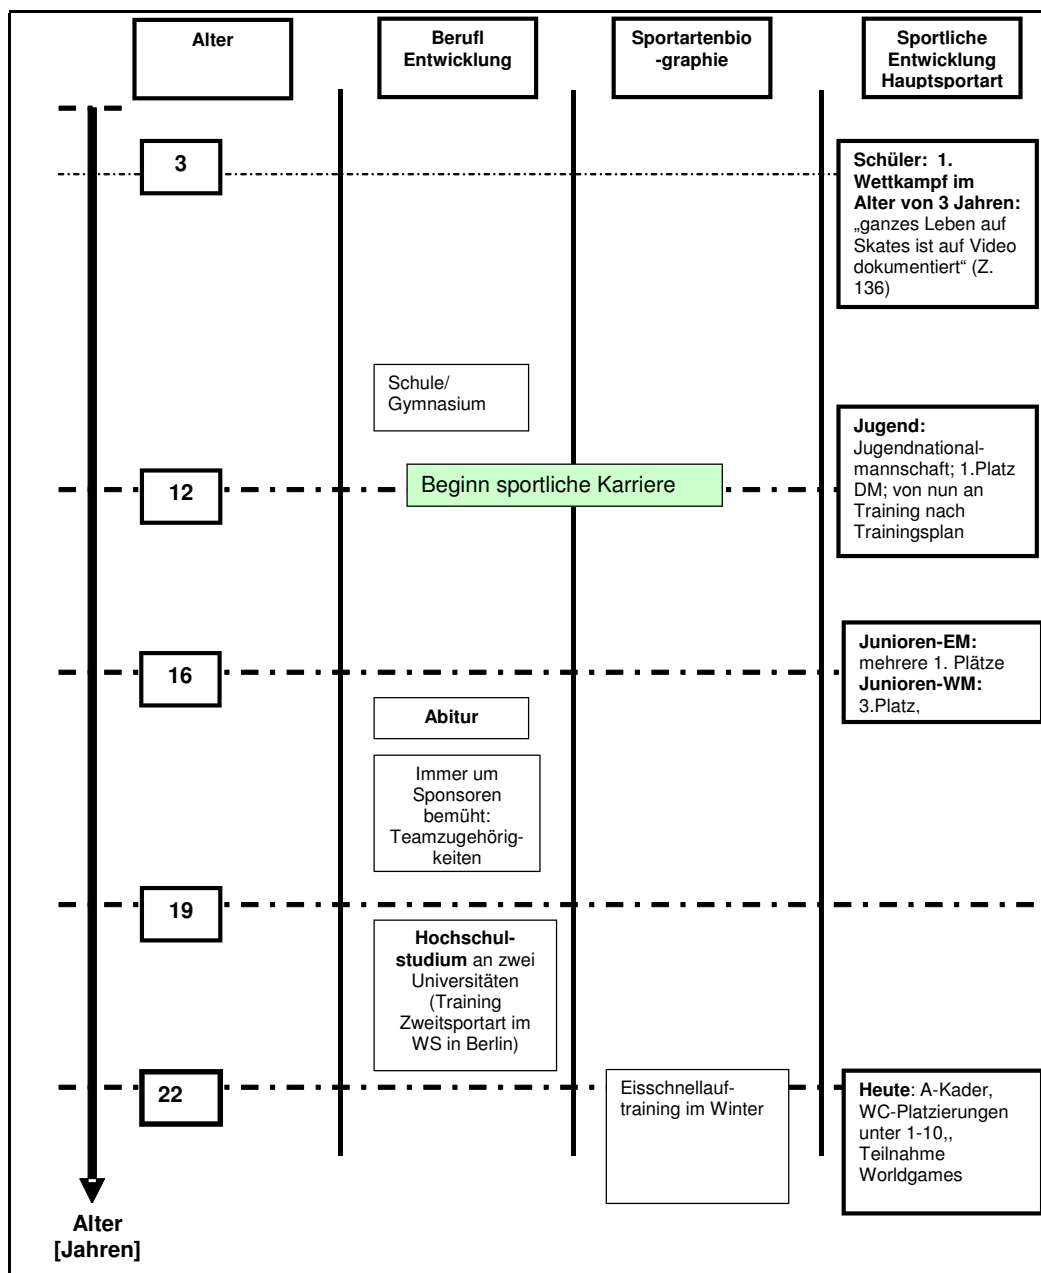 Alter
Berufl
Entwicklung
Sportartenbio
-graphie
Sportliche
Entwicklung
Hauptsportart
3
Schüler: 1.
Wettkampf im
Alter von 3 Jahren:
„ganzes Leben auf
Skates ist auf Video
dokumentiert“ (Z.
136)
Schule/
Gymnasium
12
Beginn sportliche Karriere
Jugend:
Jugendnational-
mannschaft; 1.Platz
DM; von nun an
Training nach
Trainingsplan
16
Junioren-EM:
mehrere 1. Plätze
Junioren-WM:
3.Platz,
Abitur
Immer um
Sponsoren
bemüht:
Teamzugehörig-
keiten
19
Hochschul-
studium an zwei
Universitäten
(Training
Zweitsportart im
WS in Berlin)
22
Eisschnellauf-
training im Winter
Heute: A-Kader,
WC-Platzierungen
unter 1-10,,
Teilnahme
Worldgames
Alter
[Jahren]